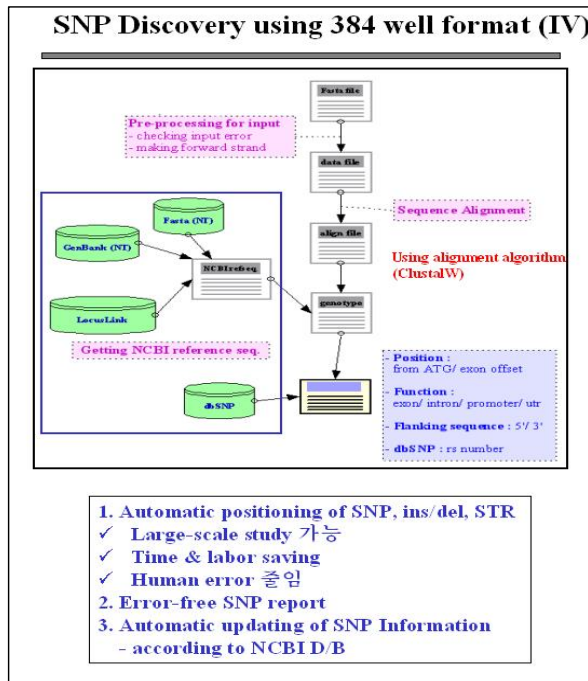 SNP Discovery using 384 well format (IV)
Fasta file
Pre-processing for input
- checking input error
- making forward strand
data file
Sequence Alignment
align file
Using alignment algorithm
(ClustalW)
Fasta (NT)
GenBank (NT)
NCBIrefseq
LocusLink
Getting NCBI reference seq.
genotype
dbSNP
- Position :
from ATG/ exon offset
- Function :
exon/ intron/ promoter/ utr
- Flanking sequence : 5'/ 3'
- dbSNP : rs number
1. Automatic positioning of SNP, ins/del, STR
✓ Large-scale study 가능
✓ Time & labor saving
✓ Human error 줄임
2. Error-free SNP report
3. Automatic updating of SNP Information
- according to NCBI D/B